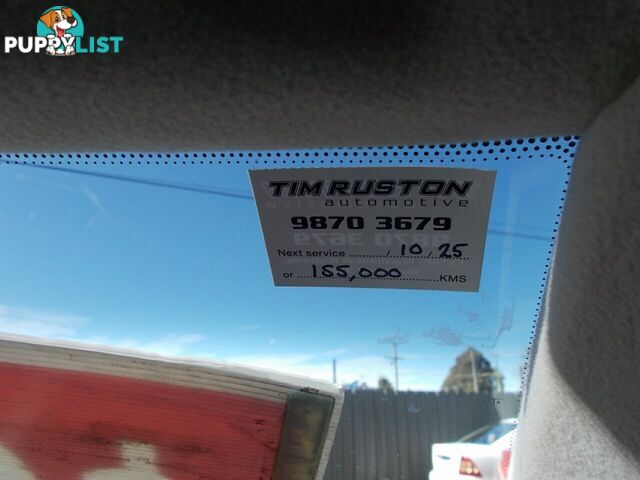 PUPPYLIST
TIM RUSTON
automotive
9870 3679
Next service ............/10./.25
or ....155,000............KMS